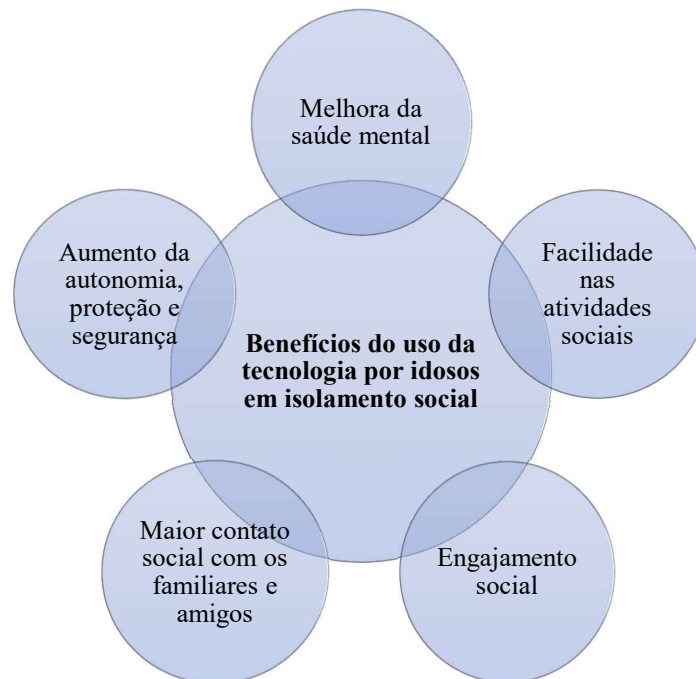 Melhora da
saúde mental
Facilidade
nas
atividades
sociais
Engajamento
social
Maior contato
social com os
familiares e
amigos
Aumento da
autonomia,
proteção e
segurança
Benefícios do uso da
tecnologia por idosos
em isolamento social